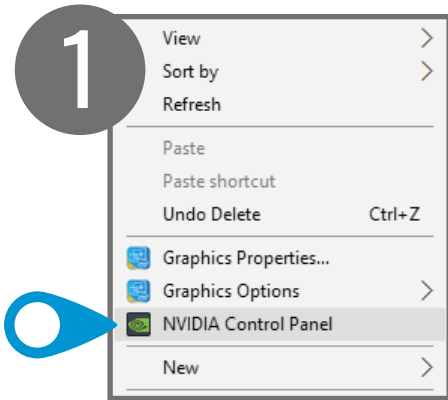 1
View
Sort by
Refresh
Paste
Paste shortcut
Undo Delete Ctrl+Z
Graphics Properties...
Graphics Options
NVIDIA Control Panel
New